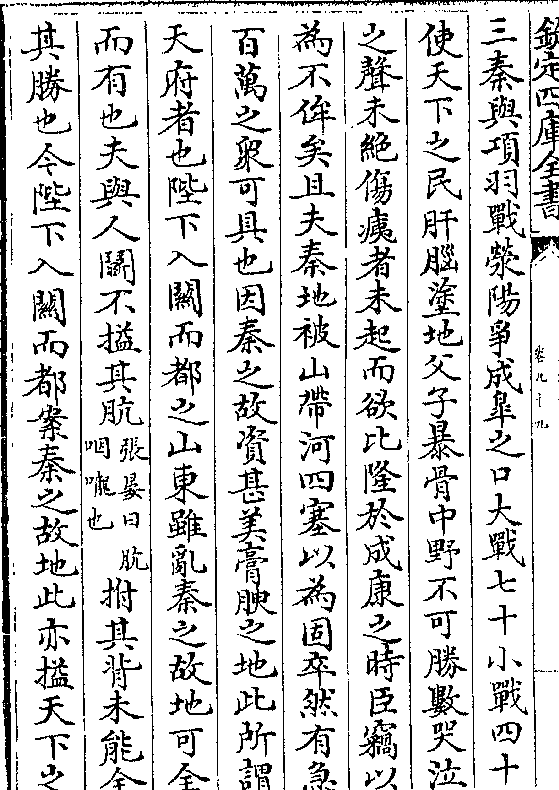 欽定四庫全書
卷九十九
三秦與項羽戰滎陽爭成臯之口大戰七十小戰四十
使天下之民肝腦塗地父子暴骨中野不可勝數哭泣
之聲未絕傷痍者未起而欲比隆於成康之時臣竊以
為不侔矣且夫秦地被山帶河四塞以為固卒然有急
百萬之眾可具也因秦之故資甚美膏腴之地此所謂
天府者也陛下入關而都之山東雖亂秦之故地可全
而有也夫與人鬭不搤其肮張晏曰肮咽嚨也拊其背未能全
其勝也今陛下入關而都案秦之故地此亦搤天下之